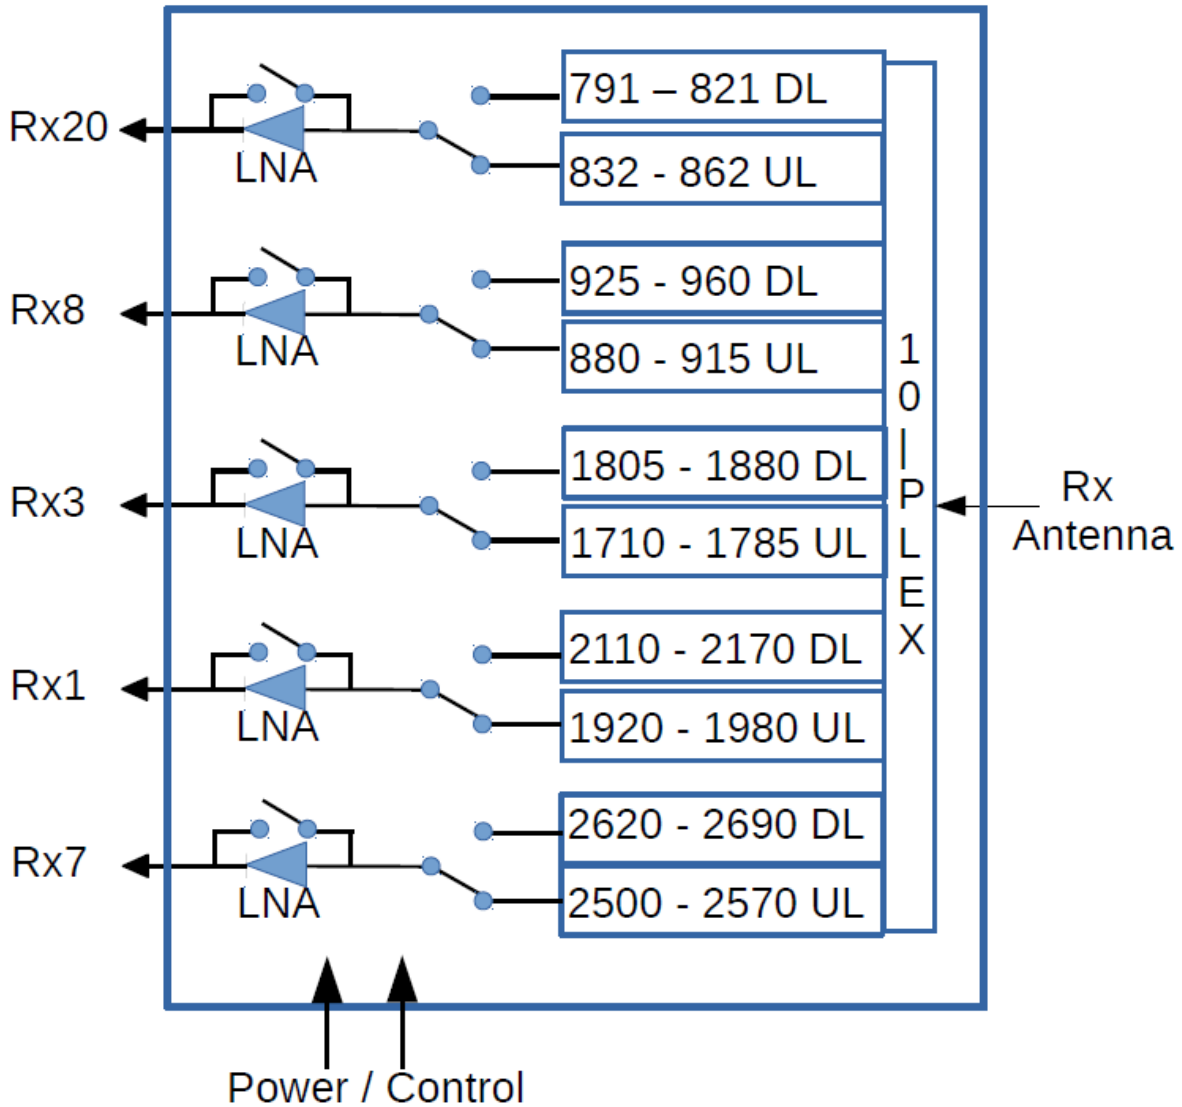 791 – 821 DL
Rx20
LNA
832 - 862 UL
925 - 960 DL
Rx8
LNA
880 - 915 UL
1805 - 1880 DL
Rx3
LNA
1710 - 1785 UL
2110 - 2170 DL
Rx1
LNA
1920 - 1980 UL
2620 - 2690 DL
Rx7
LNA
2500 - 2570 UL
10|PLEX
Rx
Antenna
Power / Control